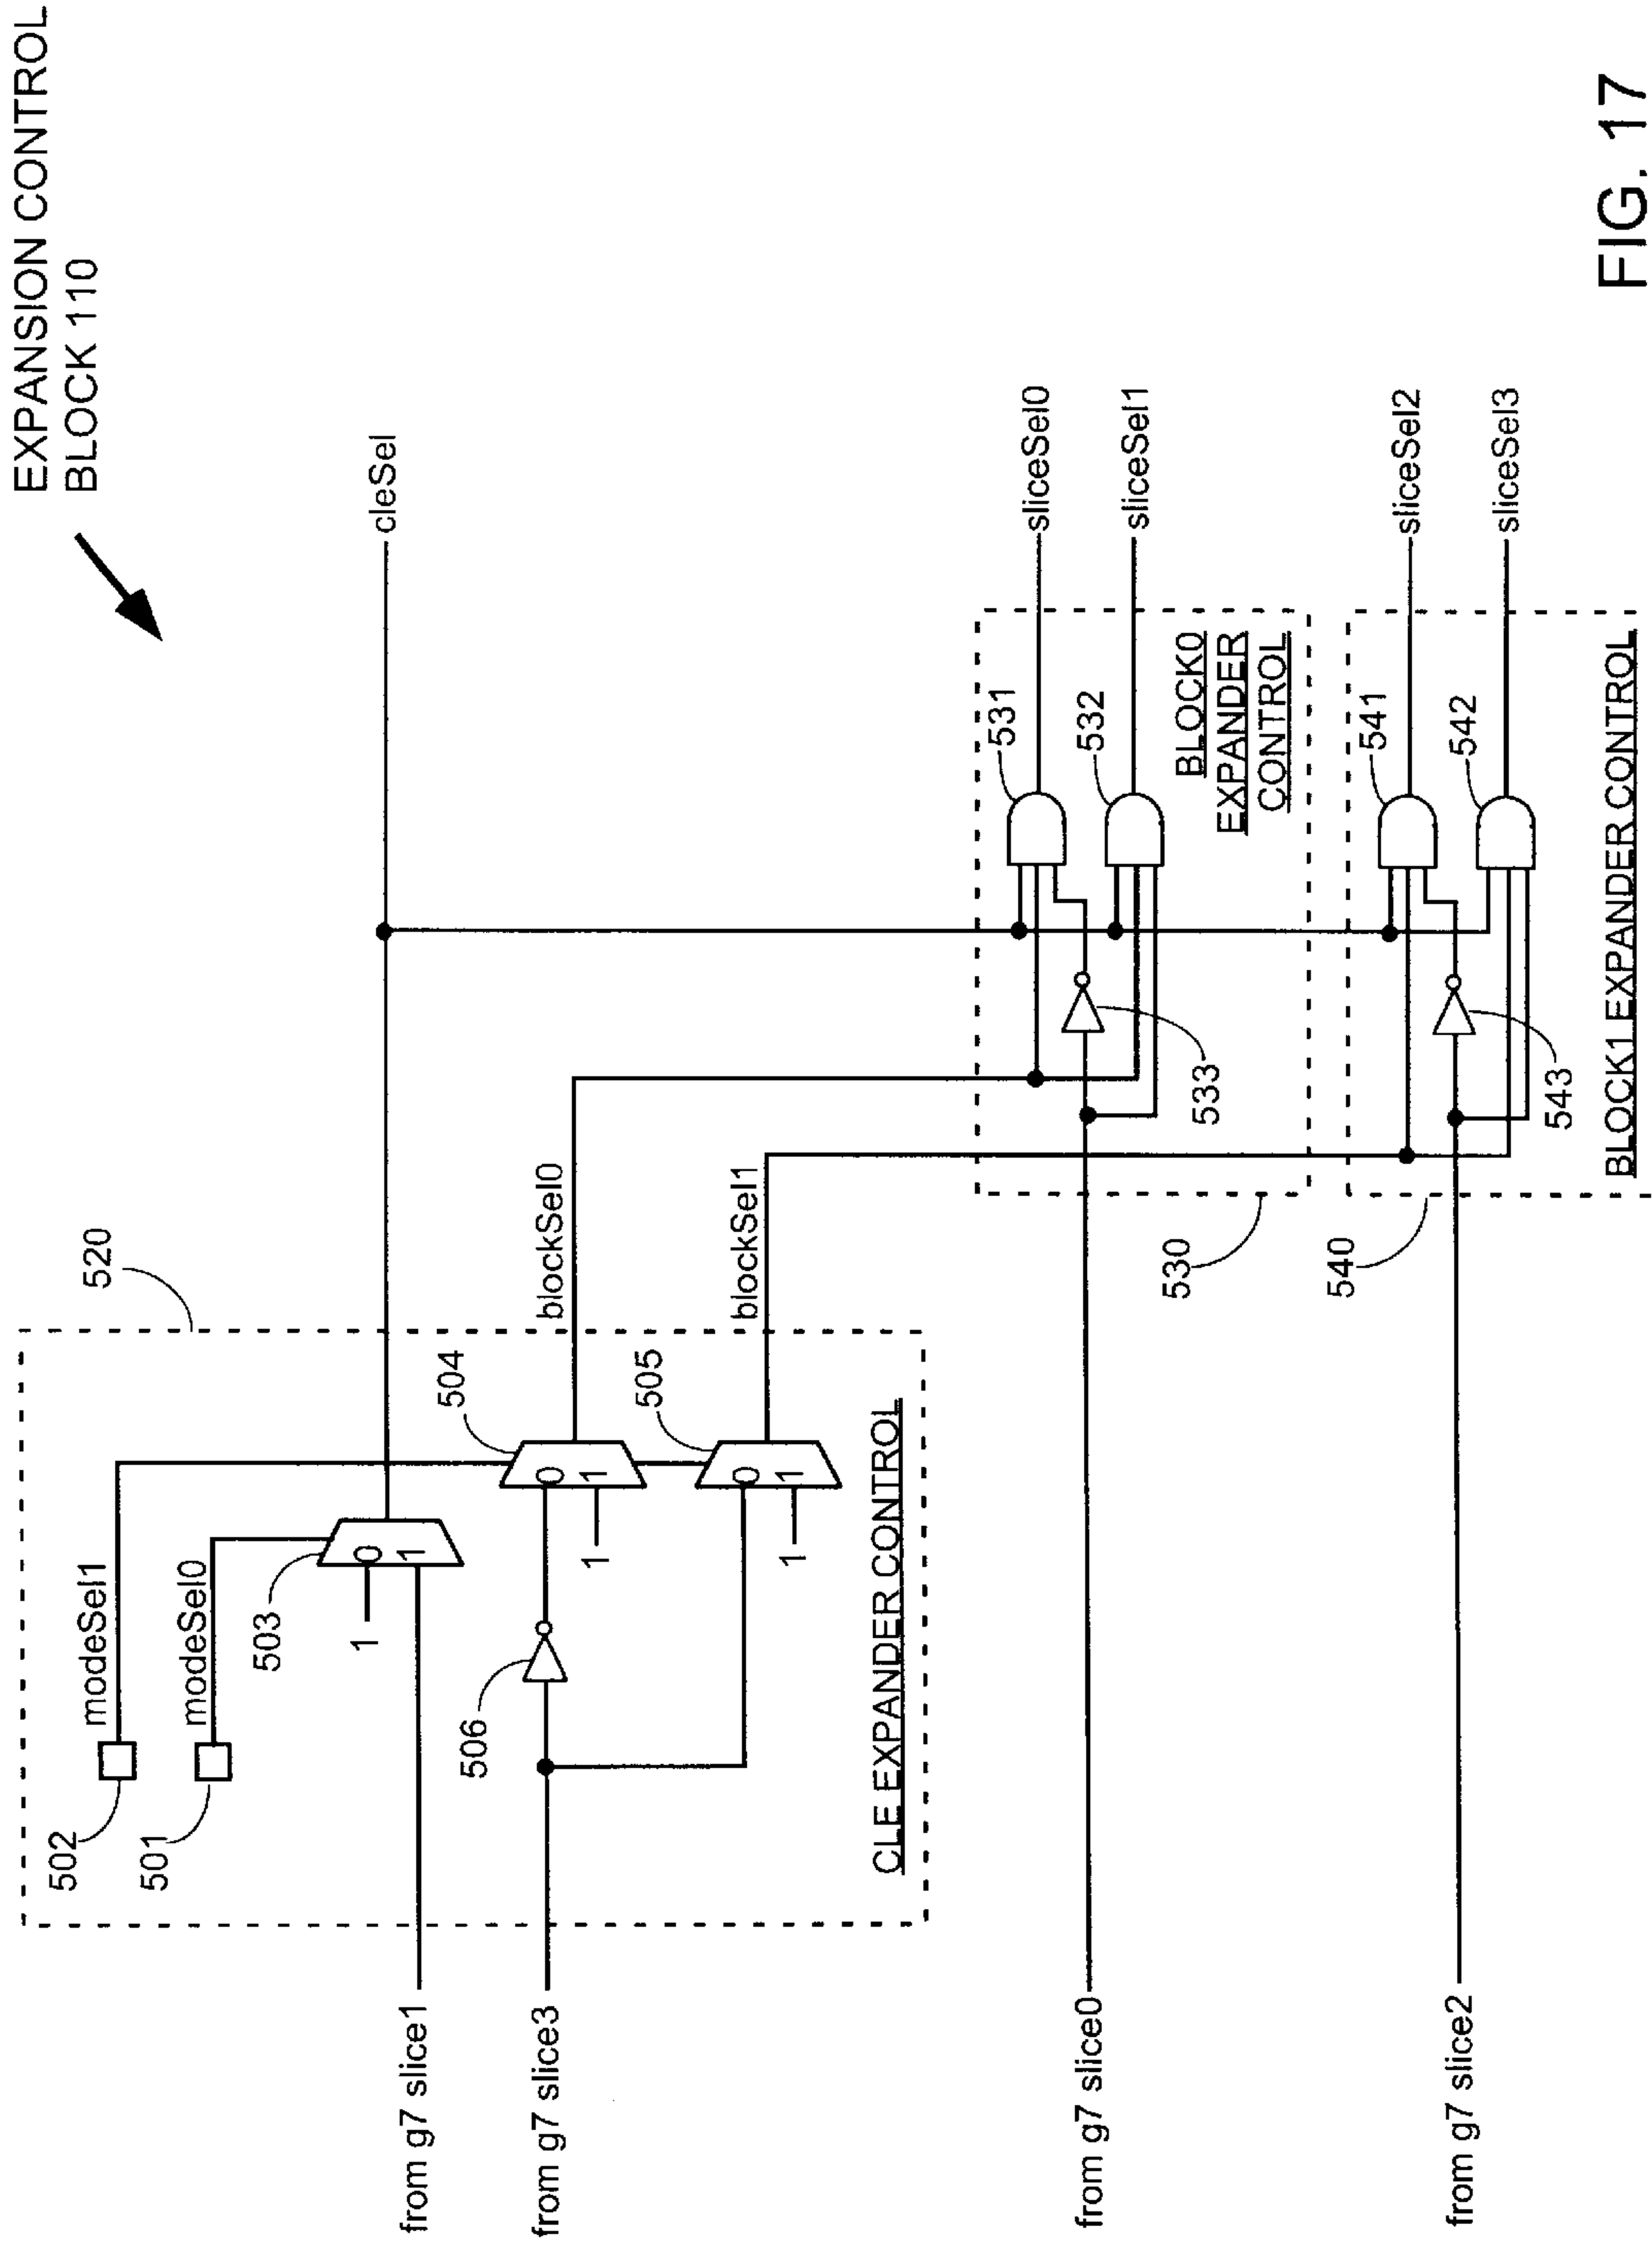 EXPANSION CONTROL
BLOCK 110
520
502
modeSel1
501
modeSel0
503
0
1
1
cleSel
from g7 slice1
504
0
1
1
blockSel0
506
from g7 slice3
505
0
1
1
blockSel1
CLE EXPANDER CONTROL
531
sliceSel0
532
sliceSel1
BLOCK0
EXPANDER
CONTROL
533
530
from g7 slice0
541
sliceSel2
542
sliceSel3
543
540
from g7 slice2
BLOCK1 EXPANDER CONTROL
FIG. 17